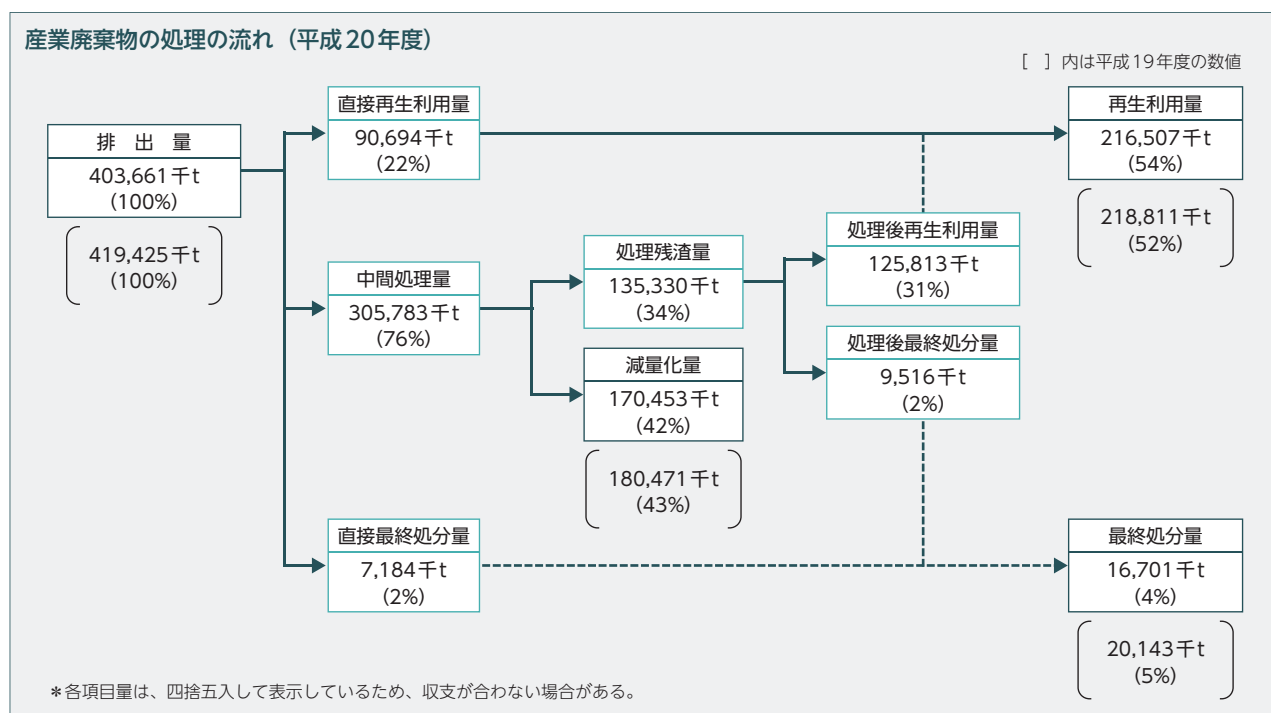 産業廃棄物の処理の流れ（平成20年度）
［　］内は平成19年度の数値
排　出　量
403,661千t
(100%)
419,425千t
(100%)
直接再生利用量
90,694千t
(22%)
中間処理量
305,783千t
(76%)
直接最終処分量
7,184千t
(2%)
処理残渣量
135,330千t
(34%)
減量化量
170,453千t
(42%)
180,471千t
(43%)
処理後再生利用量
125,813千t
(31%)
処理後最終処分量
9,516千t
(2%)
再生利用量
216,507千t
(54%)
218,811千t
(52%)
最終処分量
16,701千t
(4%)
20,143千t
(5%)
＊各項目量は、四捨五入して表示しているため、収支が合わない場合がある。